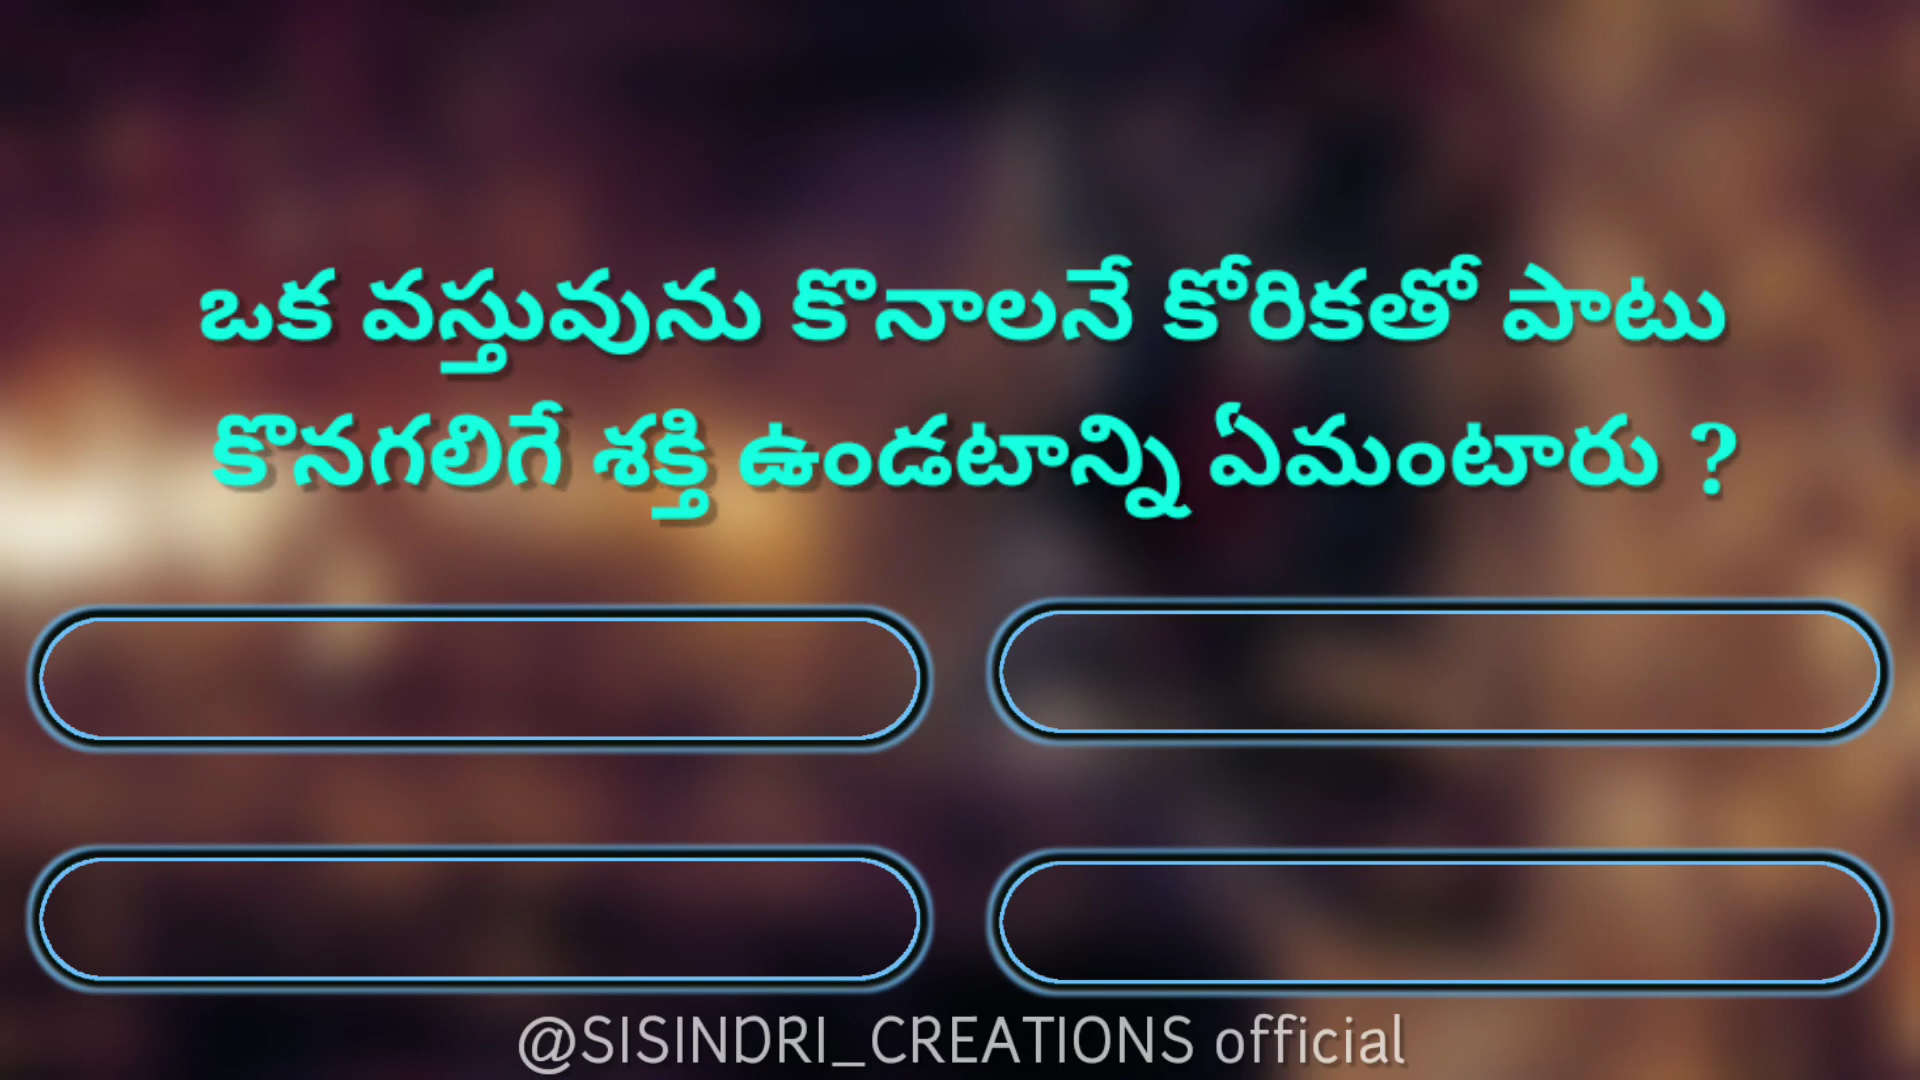 ఒక వస్తువును కొనాలనే కోరికతో పాటు
కొనగలిగే శక్తి ఉండటాన్ని ఏమంటారు ?
@SISINDRI_CREATIONS official